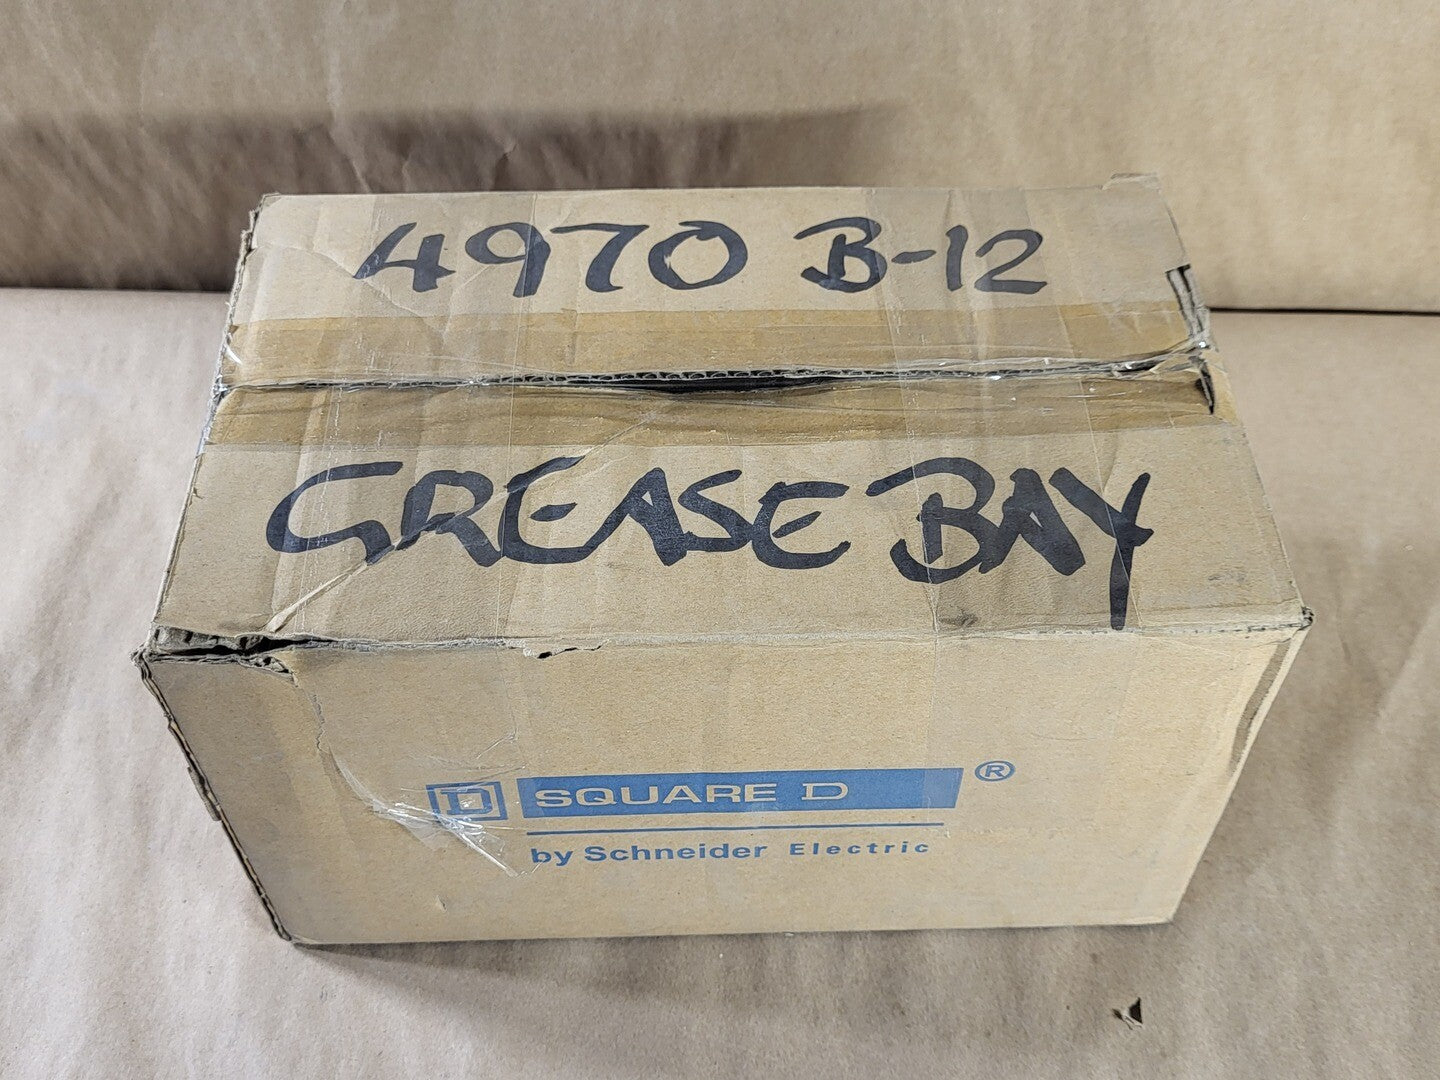 4970 B-12
GREASE BAY
D SQUARE D ®
by Schneider Electric